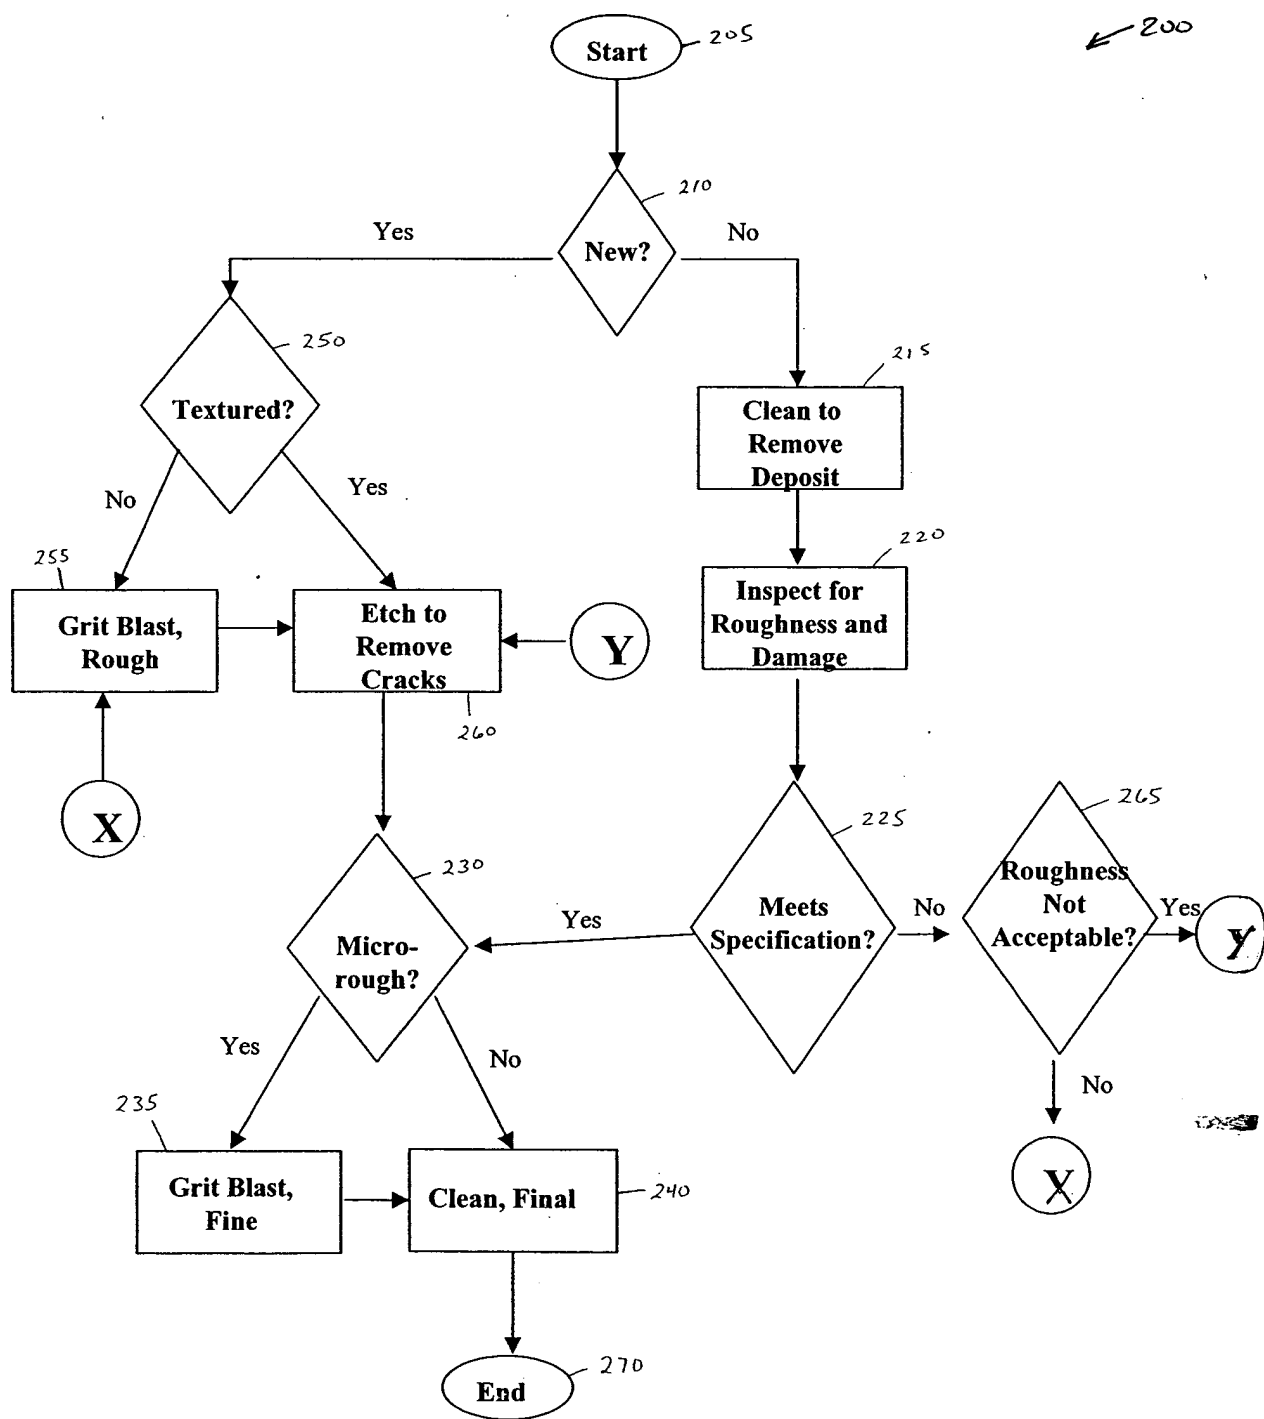 Start
205
200
210
New?
Yes
No
250
Textured?
215
Clean to
Remove
Deposit
No
Yes
220
255
Grit Blast,
Rough
Etch to
Remove
Cracks
Y
Inspect for
Roughness and
Damage
260
X
225
265
230
Roughness
Not
Acceptable?
Meets
Specification?
Yes
No
Yes
Y
Micro-
rough?
Yes
No
No
235
Grit Blast,
Fine
Clean, Final
240
X
270
End